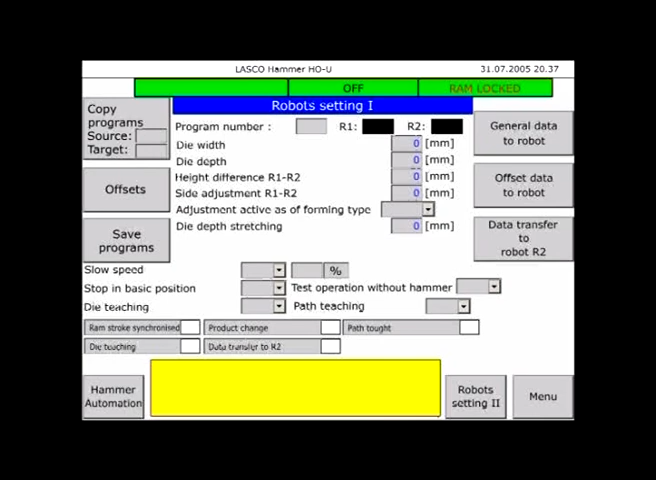 LASCO Hammer HO-U 31.07.2005 20.37
OFF RAM LOCKED
Robots setting I
Copy
programs
Source:
Target:
Program number : R1: R2:
Die width 0 [mm]
Die depth 0 [mm]
Height difference R1-R2 0 [mm]
Side adjustment R1-R2 0 [mm]
Adjustment active as of forming type
Die depth stretching 0 [mm]
General data
to robot
Offsets
Offset data
to robot
Save
programs
Data transfer
to
robot R2
Slow speed %
Stop in basic position Test operation without hammer
Die teaching Path teaching
Ram stroke synchronised Product change Path tought
Die teaching Data transfer to R2
Hammer
Automation
Robots
setting II
Menu